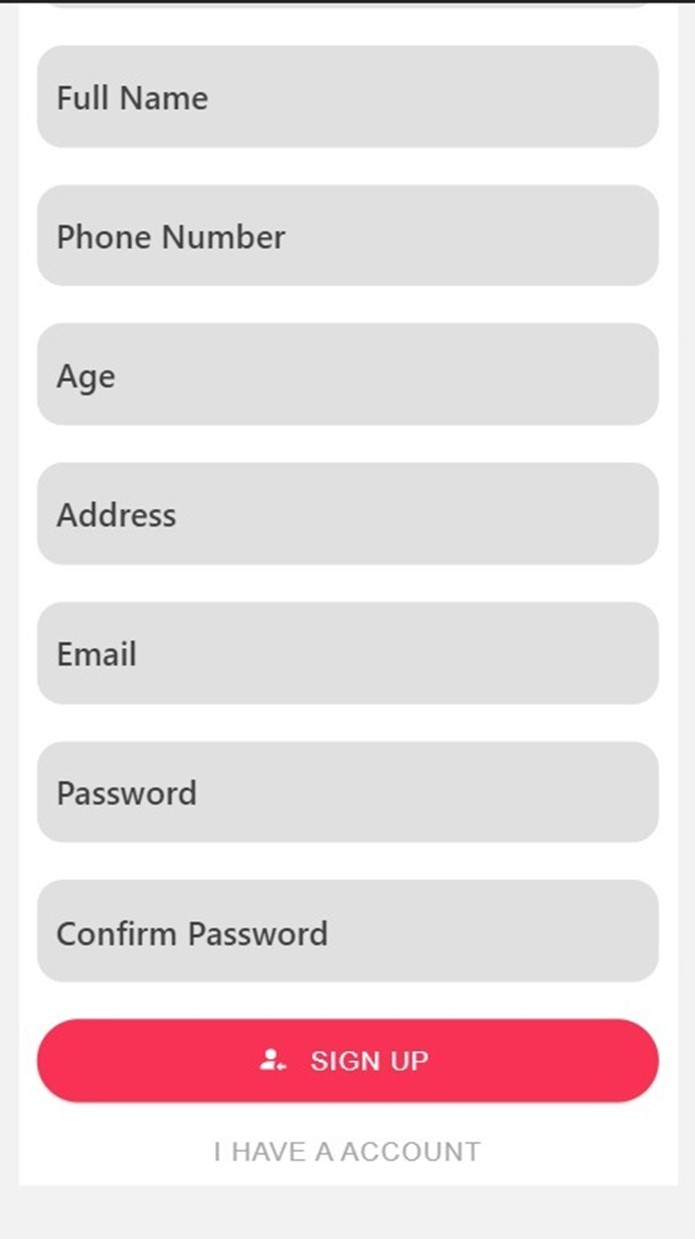 Full Name
Phone Number
Age
Address
Email
Password
Confirm Password
SIGN UP
I HAVE A ACCOUNT